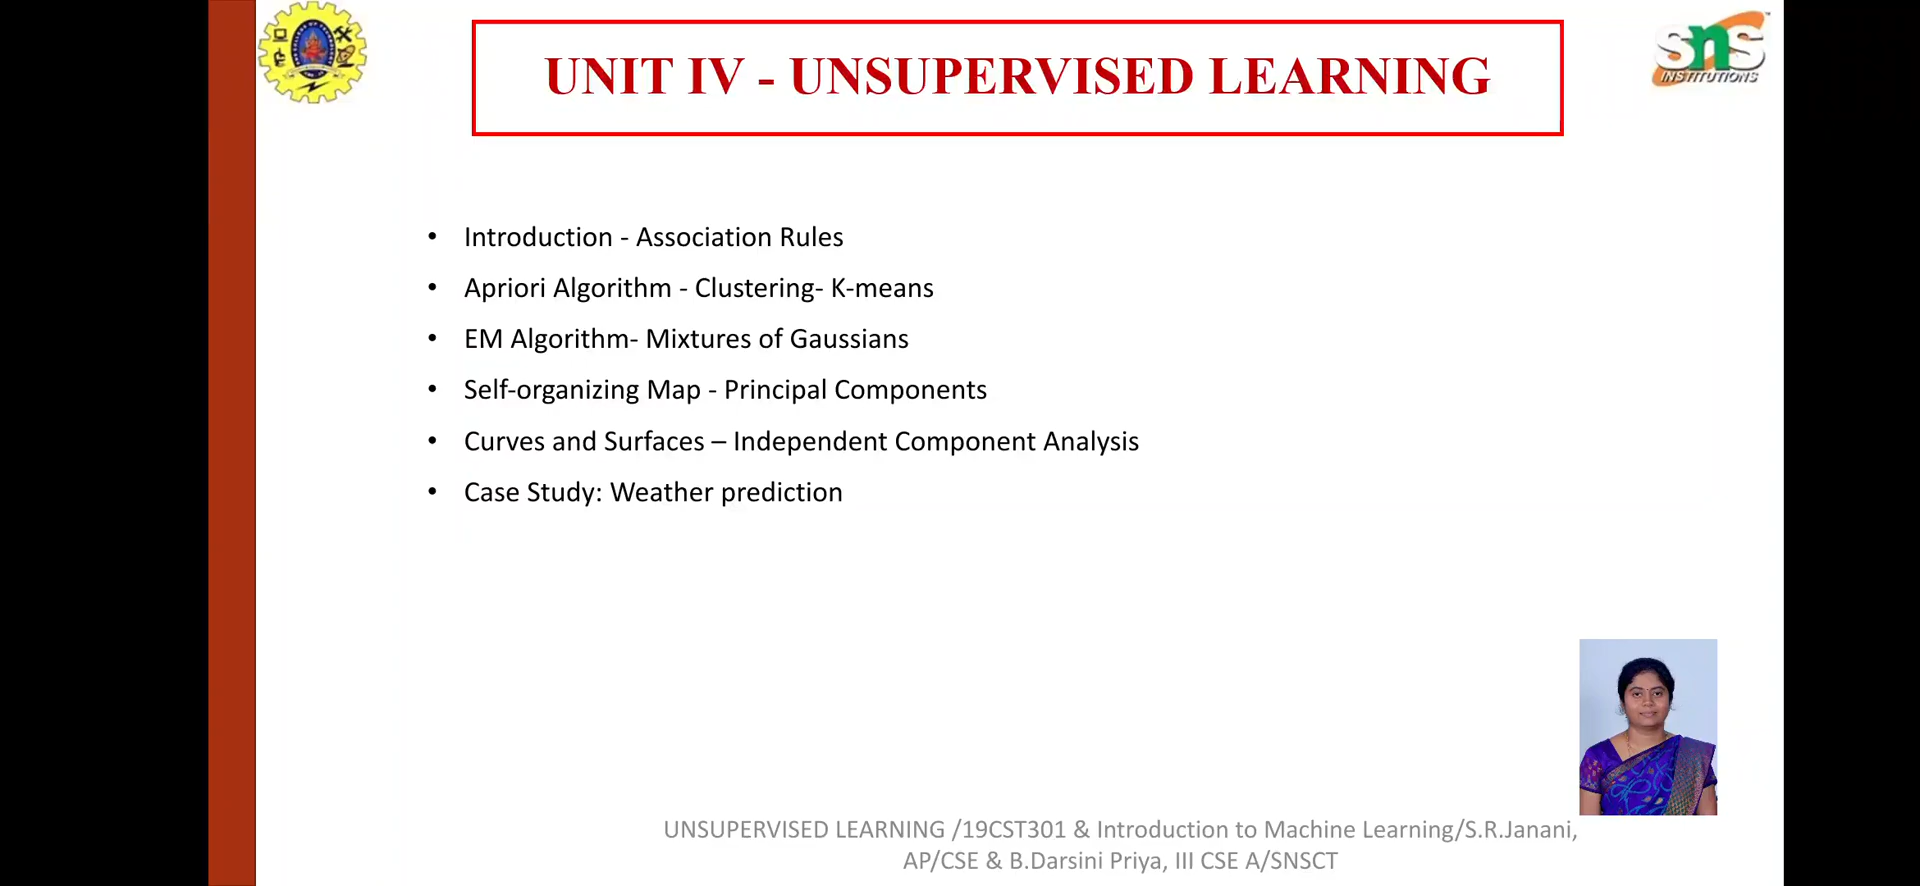 UNIT IV - UNSUPERVISED LEARNING
SnS
INSTITUTIONS
• Introduction - Association Rules
• Apriori Algorithm - Clustering- K-means
• EM Algorithm- Mixtures of Gaussians
• Self-organizing Map - Principal Components
• Curves and Surfaces – Independent Component Analysis
• Case Study: Weather prediction
UNSUPERVISED LEARNING /19CST301 & Introduction to Machine Learning/S.R.Janani,
AP/CSE & B.Darsini Priya, III CSE A/SNSCT